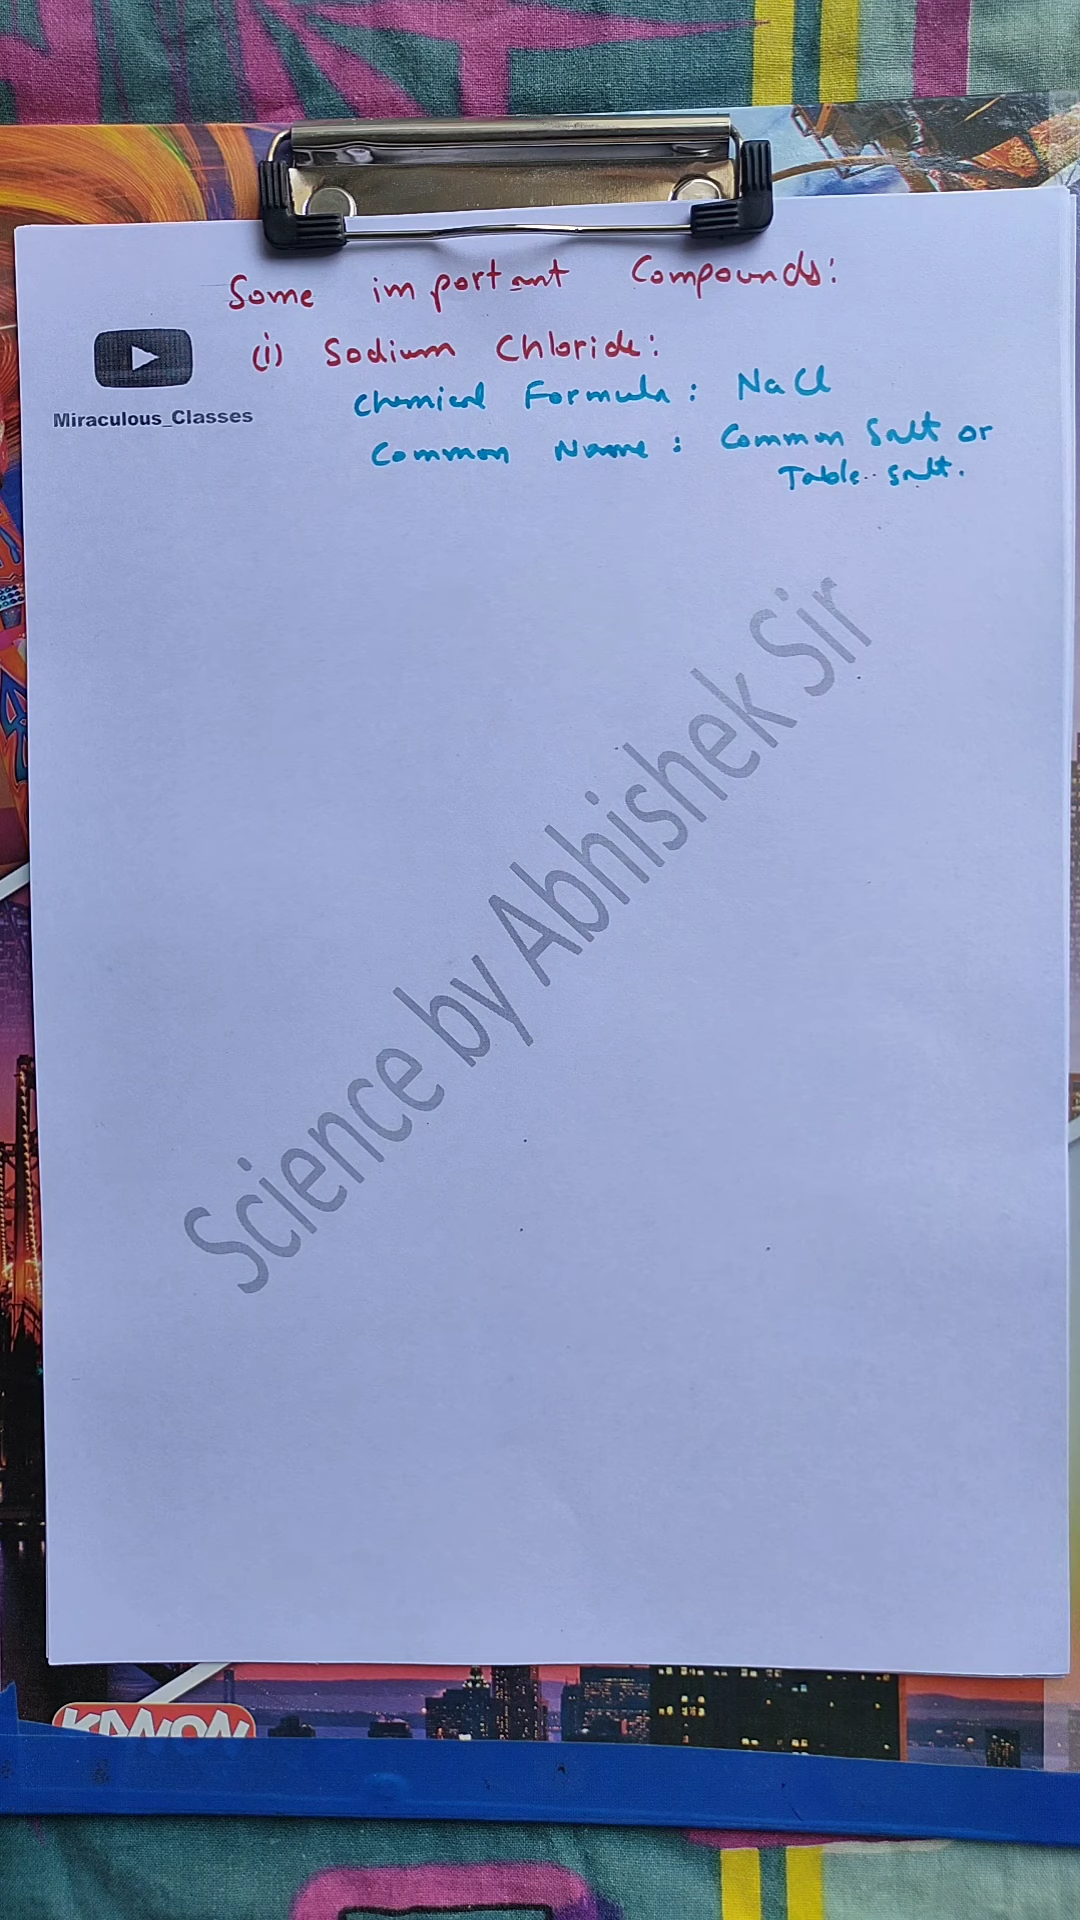 Some important Compounds:
(i) Sodium Chloride:
Miraculous_Classes
Chemical Formula : NaCl
Common Name : Common Salt or
Table salt.
Science by Abhishek Sir
KAWON